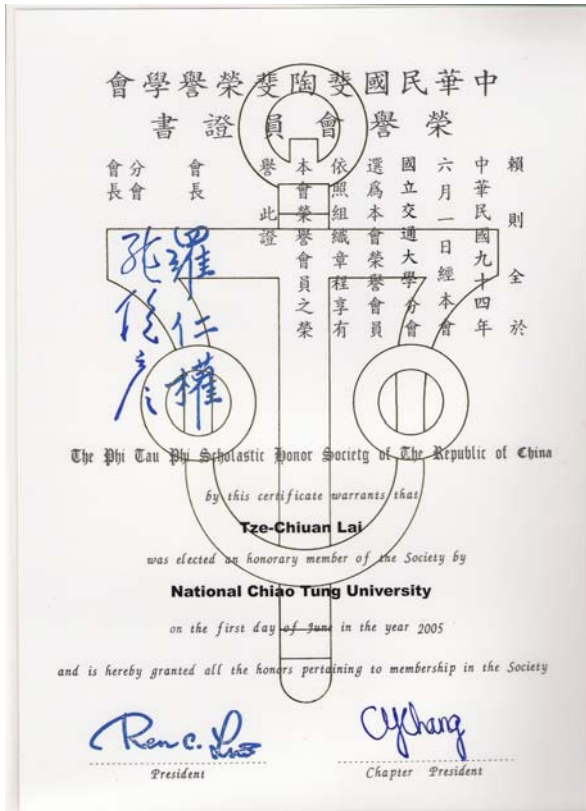 中華民國斐陶斐榮譽學會
榮譽會員證書
賴則全於
中華民國九十四年
六月一日經本會
國立交通大學分會
選爲本會榮譽會員
依照組織章程享有
本會榮譽會員之榮
譽 此證
會長 羅仁權
分會會長 張俊彥
The Phi Tau Phi Scholastic Honor Society of The Republic of China
by this certificate warrants that
Tze-Chiuan Lai
was elected an honorary member of the Society by
National Chiao Tung University
on the first day of June in the year 2005
and is hereby granted all the honors pertaining to membership in the Society
Ren C. Luo CYChang
President Chapter President